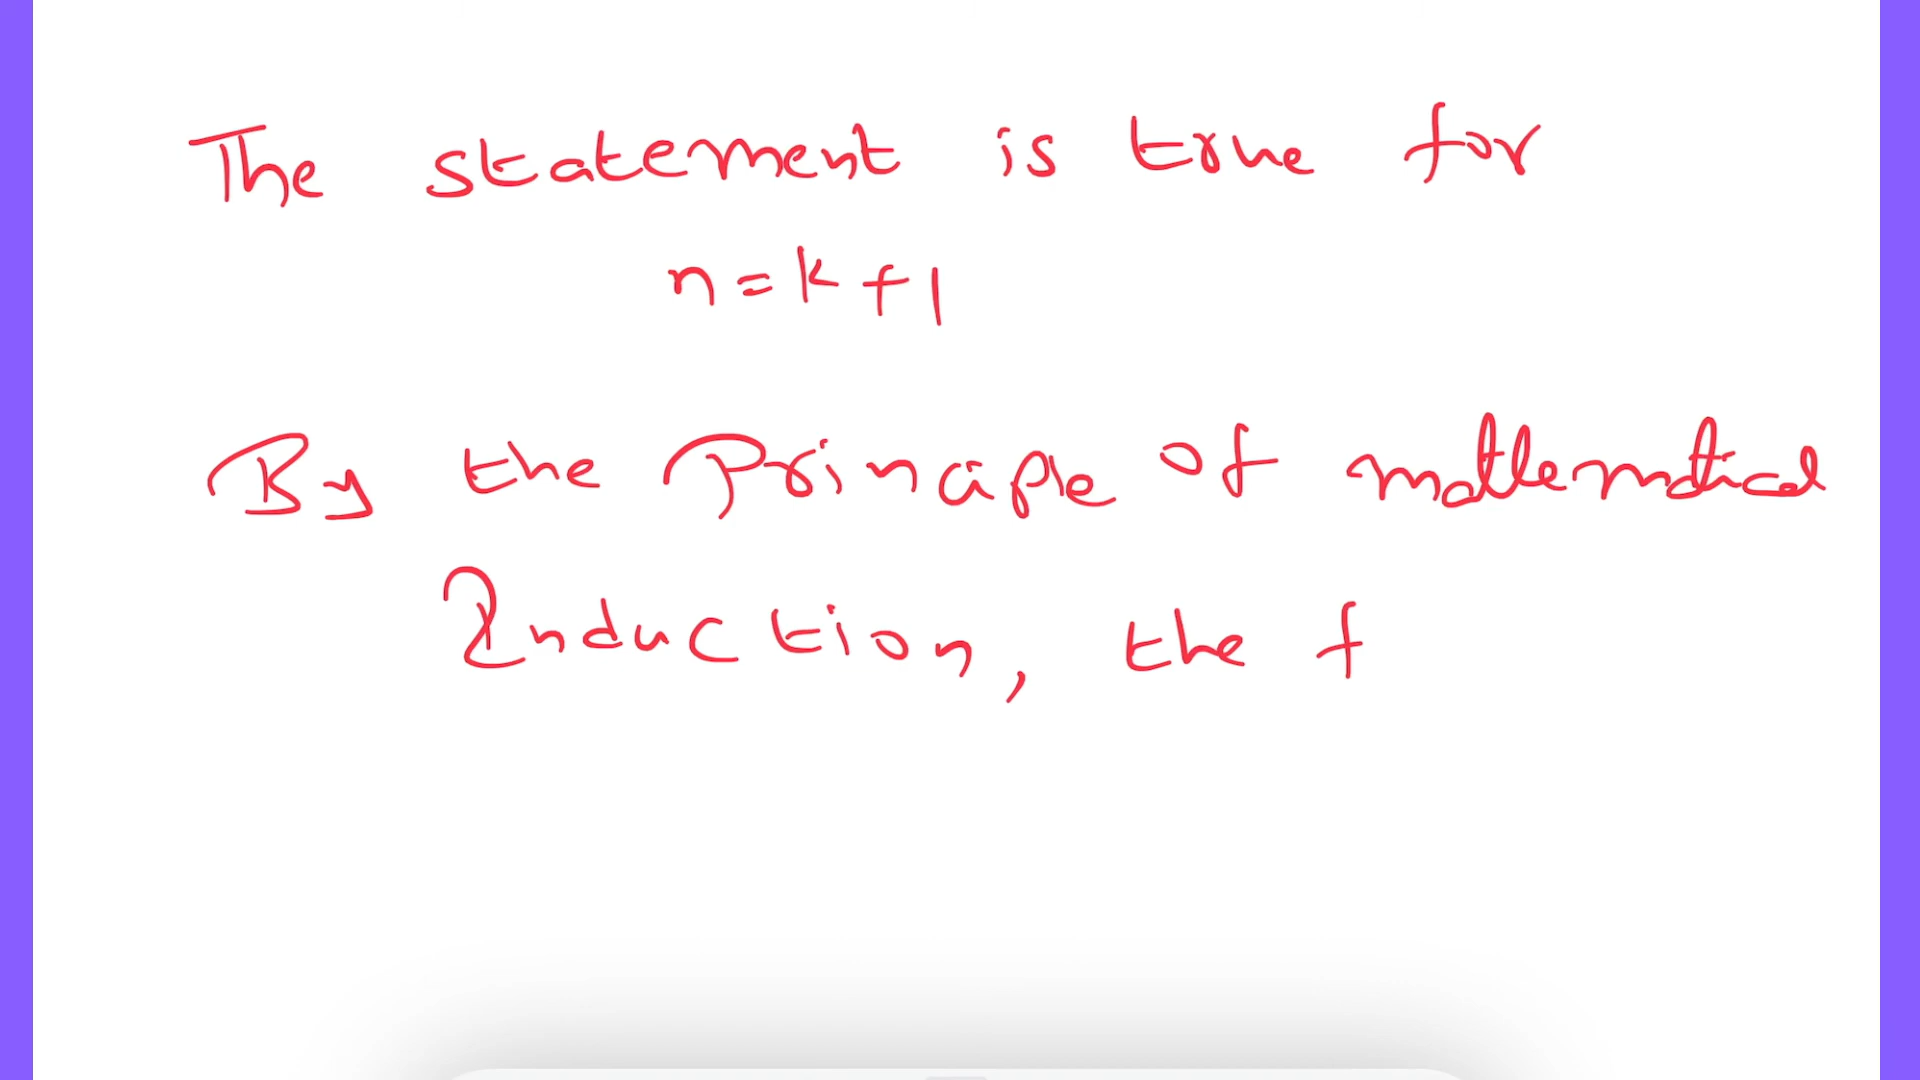 The statement is true for
n=k+1
By the Principle of mathematical
Induction, the f